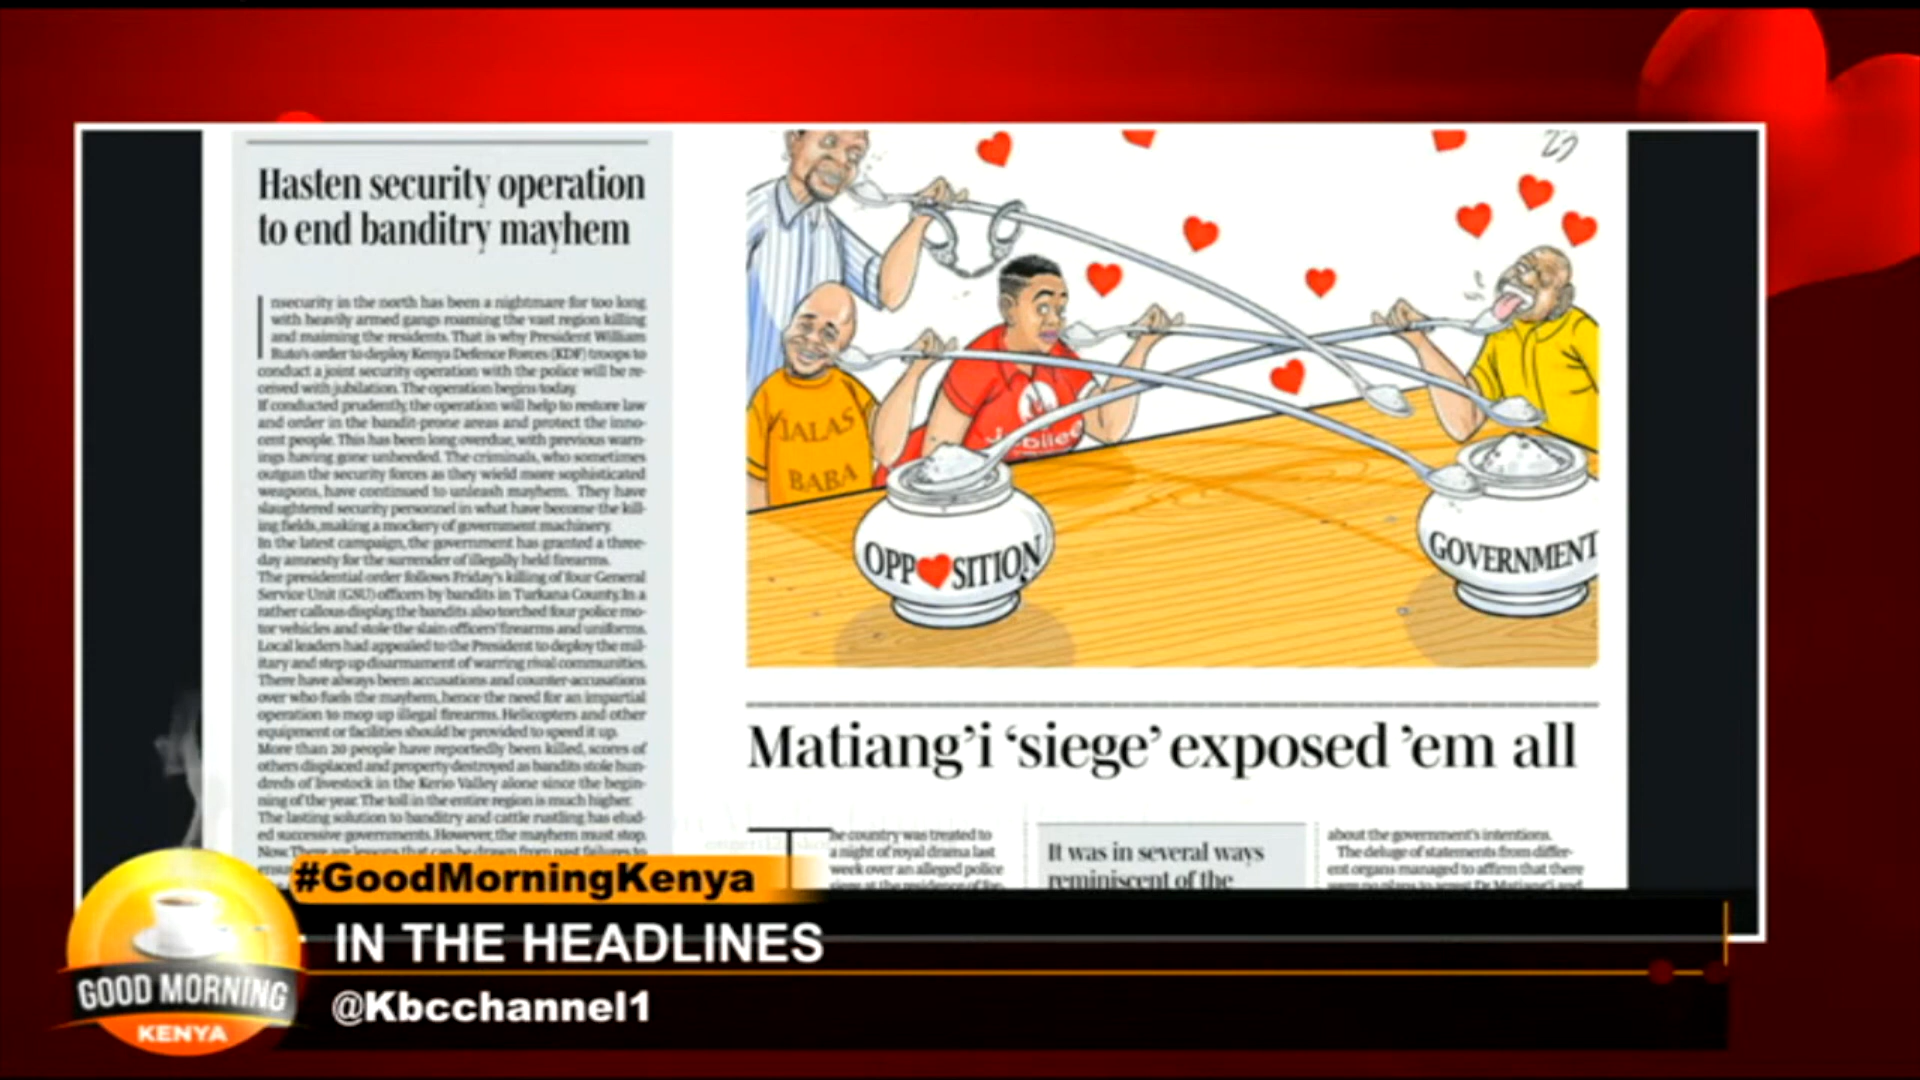 Hasten security operation
to end banditry mayhem
Insecurity in the north has been a nightmare for too long
with heavily armed gangs roaming the vast region killing
and maiming the residents. That is why President William
Ruto's order to deploy Kenya Defence Forces (KDF) troops to
conduct a joint security operation with the police will be re-
ceived with jubilation. The operation begins today.
If conducted prudently, the operation will help to restore law
and order in the bandit-prone areas and protect the inno-
cent people. This has been long overdue, with previous warn-
ings having gone unheeded. The criminals, who sometimes
outgun the security forces as they wield more sophisticated
weapons, have continued to unleash mayhem. They have
slaughtered security personnel in what have become the kill-
ing fields, making a mockery of government machinery.
In the latest campaign, the government has granted a three-
day amnesty for the surrender of illegally held firearms.
The presidential order follows Friday's killing of four General
Service Unit (GSU) officers by bandits in Turkana County. In a
rather callous display, the bandits also torched four police mo-
tor vehicles and stole the slain officers' firearms and uniforms.
Local leaders had appealed to the President to deploy the mil-
itary and step up disarmament of warring rival communities.
There have always been accusations and counter-accusations
over who fuels the mayhem, hence the need for an impartial
operation to mop up illegal firearms. Helicopters and other
equipment or facilities should be provided to speed it up.
More than 20 people have reportedly been killed, scores of
others displaced and property destroyed as bandits stole hun-
dreds of livestock in the Kerio Valley alone since the begin-
ning of the year. The toll in the entire region is much higher.
The lasting solution to banditry and cattle rustling has elud-
ed successive governments. However, the mayhem must stop.
Now. There are lessons that can be drawn from past failures to
JALAS
BABA
Jubilee
OPP❤SITION
GOVERNMENT
Matiang'i 'siege' exposed 'em all
The country was treated to
a night of royal drama last
week over an alleged police
It was in several ways
reminiscent of the
about the government's intentions.
The deluge of statements from differ-
ent organs managed to affirm that there
#GoodMorningKenya
IN THE HEADLINES
@Kbcchannel1
GOOD MORNING
KENYA